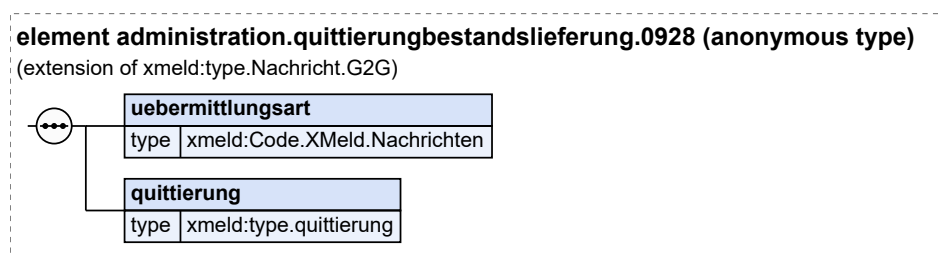 element administration.quittierungbestandslieferung.0928 (anonymous type)
(extension of xmeld:type.Nachricht.G2G)
uebermittlungsart
type xmeld:Code.XMeld.Nachrichten
quittierung
type xmeld:type.quittierung